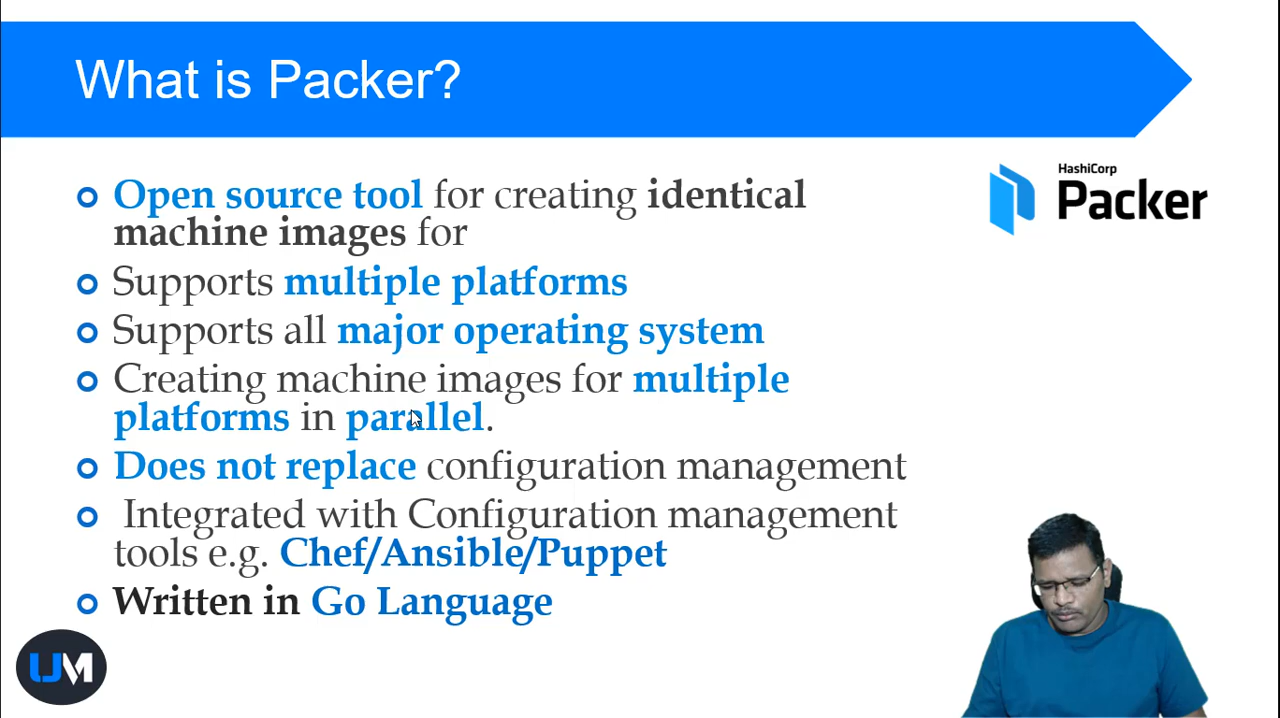 What is Packer?
HashiCorp
Packer
Open source tool for creating identical
machine images for
Supports multiple platforms
Supports all major operating system
Creating machine images for multiple
platforms in parallel.
Does not replace configuration management
Integrated with Configuration management
tools e.g. Chef/Ansible/Puppet
Written in Go Language
UM